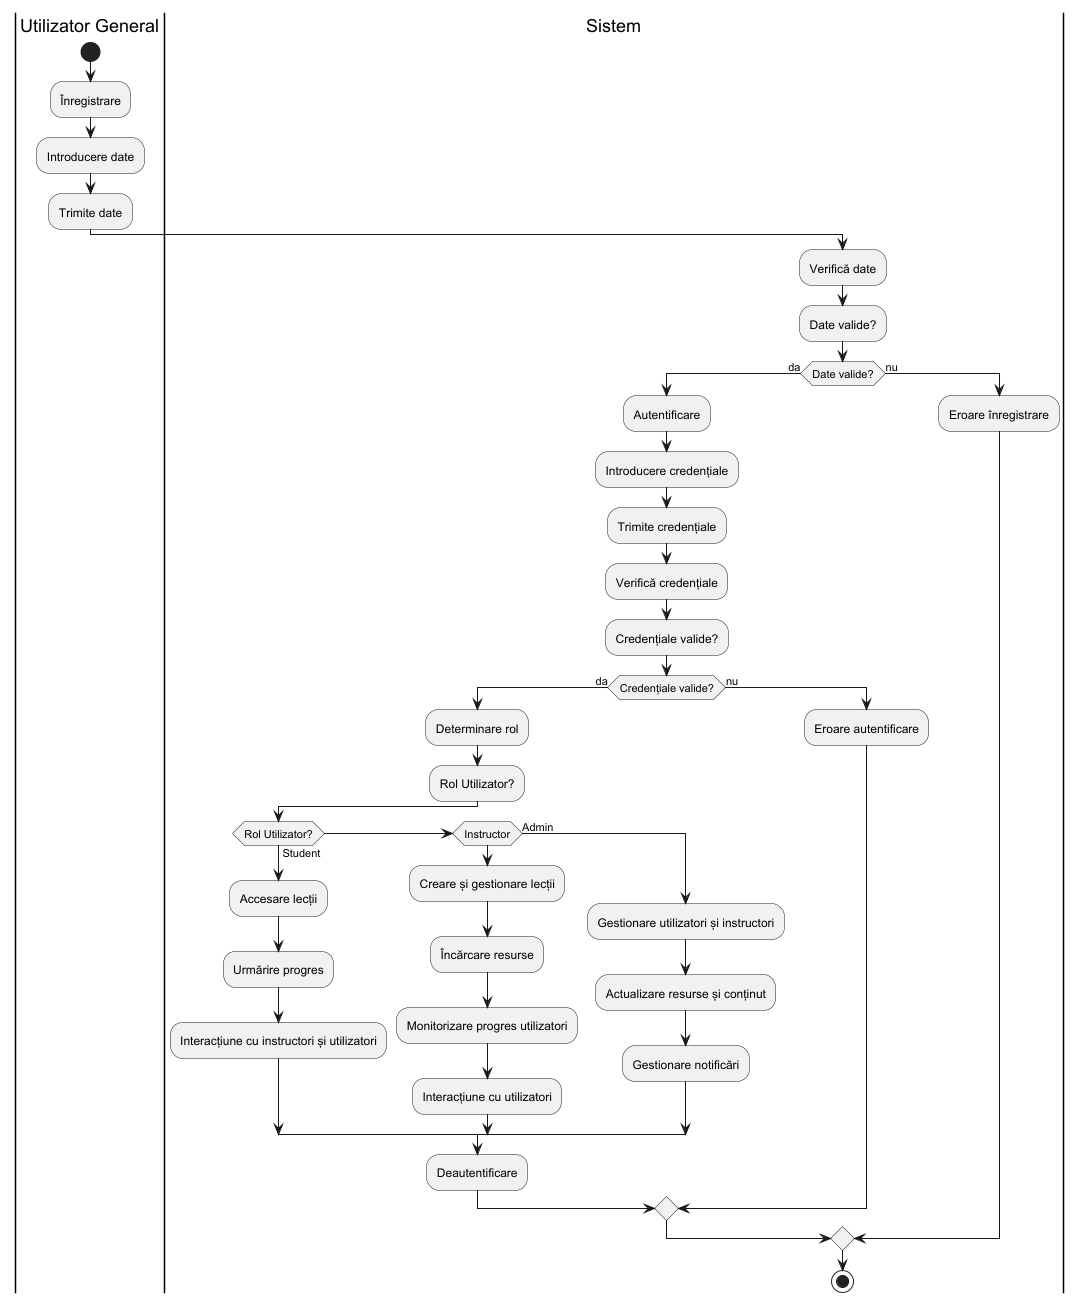 Utilizator General
Sistem
Înregistrare
Introducere date
Trimite date
Verifică date
Date valide?
da
Date valide?
nu
Autentificare
Eroare înregistrare
Introducere credențiale
Trimite credențiale
Verifică credențiale
Credențiale valide?
da
Credențiale valide?
nu
Determinare rol
Eroare autentificare
Rol Utilizator?
Rol Utilizator?
Student
Instructor
Admin
Accesare lecții
Urmărire progres
Interacțiune cu instructori și utilizatori
Creare și gestionare lecții
Încărcare resurse
Monitorizare progres utilizatori
Interacțiune cu utilizatori
Gestionare utilizatori și instructori
Actualizare resurse și conținut
Gestionare notificări
Deautentificare